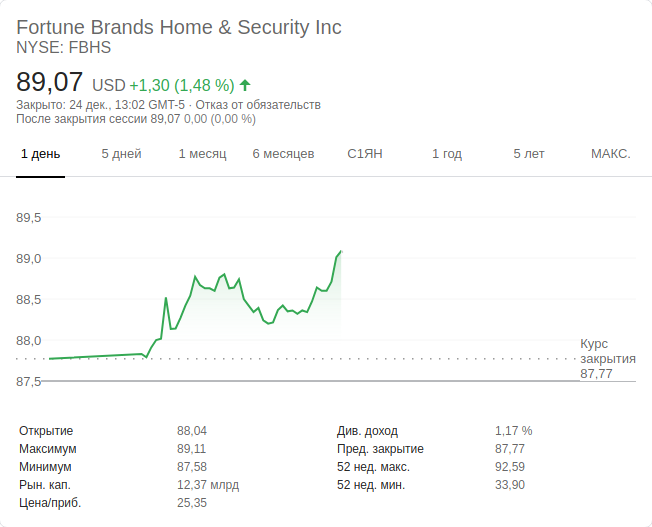 Fortune Brands Home & Security Inc
NYSE: FBHS
89,07 USD +1,30 (1,48 %)
Закрыто: 24 дек., 13:02 GMT-5 · Отказ от обязательств
После закрытия сессии 89,07 0,00 (0,00 %)
1 день 5 дней 1 месяц 6 месяцев С1ЯН 1 год 5 лет МАКС.
89,5
89,0
88,5
88,0
87,5
Курс
закрытия
87,77
Открытие 88,04 Див. доход 1,17 %
Максимум 89,11 Пред. закрытие 87,77
Минимум 87,58 52 нед. макс. 92,59
Рын. кап. 12,37 млрд 52 нед. мин. 33,90
Цена/приб. 25,35